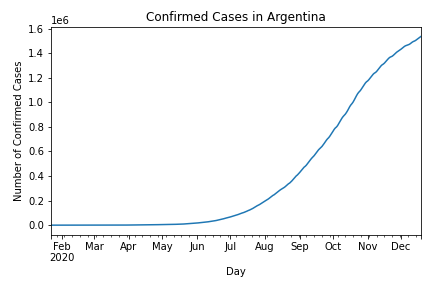 Confirmed Cases in Argentina
1e6
1.6
1.4
1.2
1.0
0.8
0.6
0.4
0.2
0.0
Number of Confirmed Cases
Feb Mar Apr May Jun Jul Aug Sep Oct Nov Dec
2020
Day